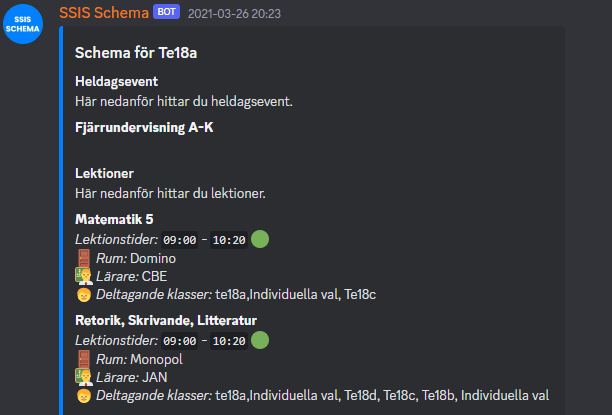 SSIS
SCHEMA
SSIS Schema BOT 2021-03-26 20:23
Schema för Te18a
Heldagsevent
Här nedanför hittar du heldagsevent.
Fjärrundervisning A-K
Lektioner
Här nedanför hittar du lektioner.
Matematik 5
Lektionstider: 09:00 - 10:20
Rum: Domino
Lärare: CBE
Deltagande klasser: te18a,Individuella val, Te18c
Retorik, Skrivande, Litteratur
Lektionstider: 09:00 - 10:20
Rum: Monopol
Lärare: JAN
Deltagande klasser: te18a,Individuella val, Te18d, Te18c, Te18b, Individuella val